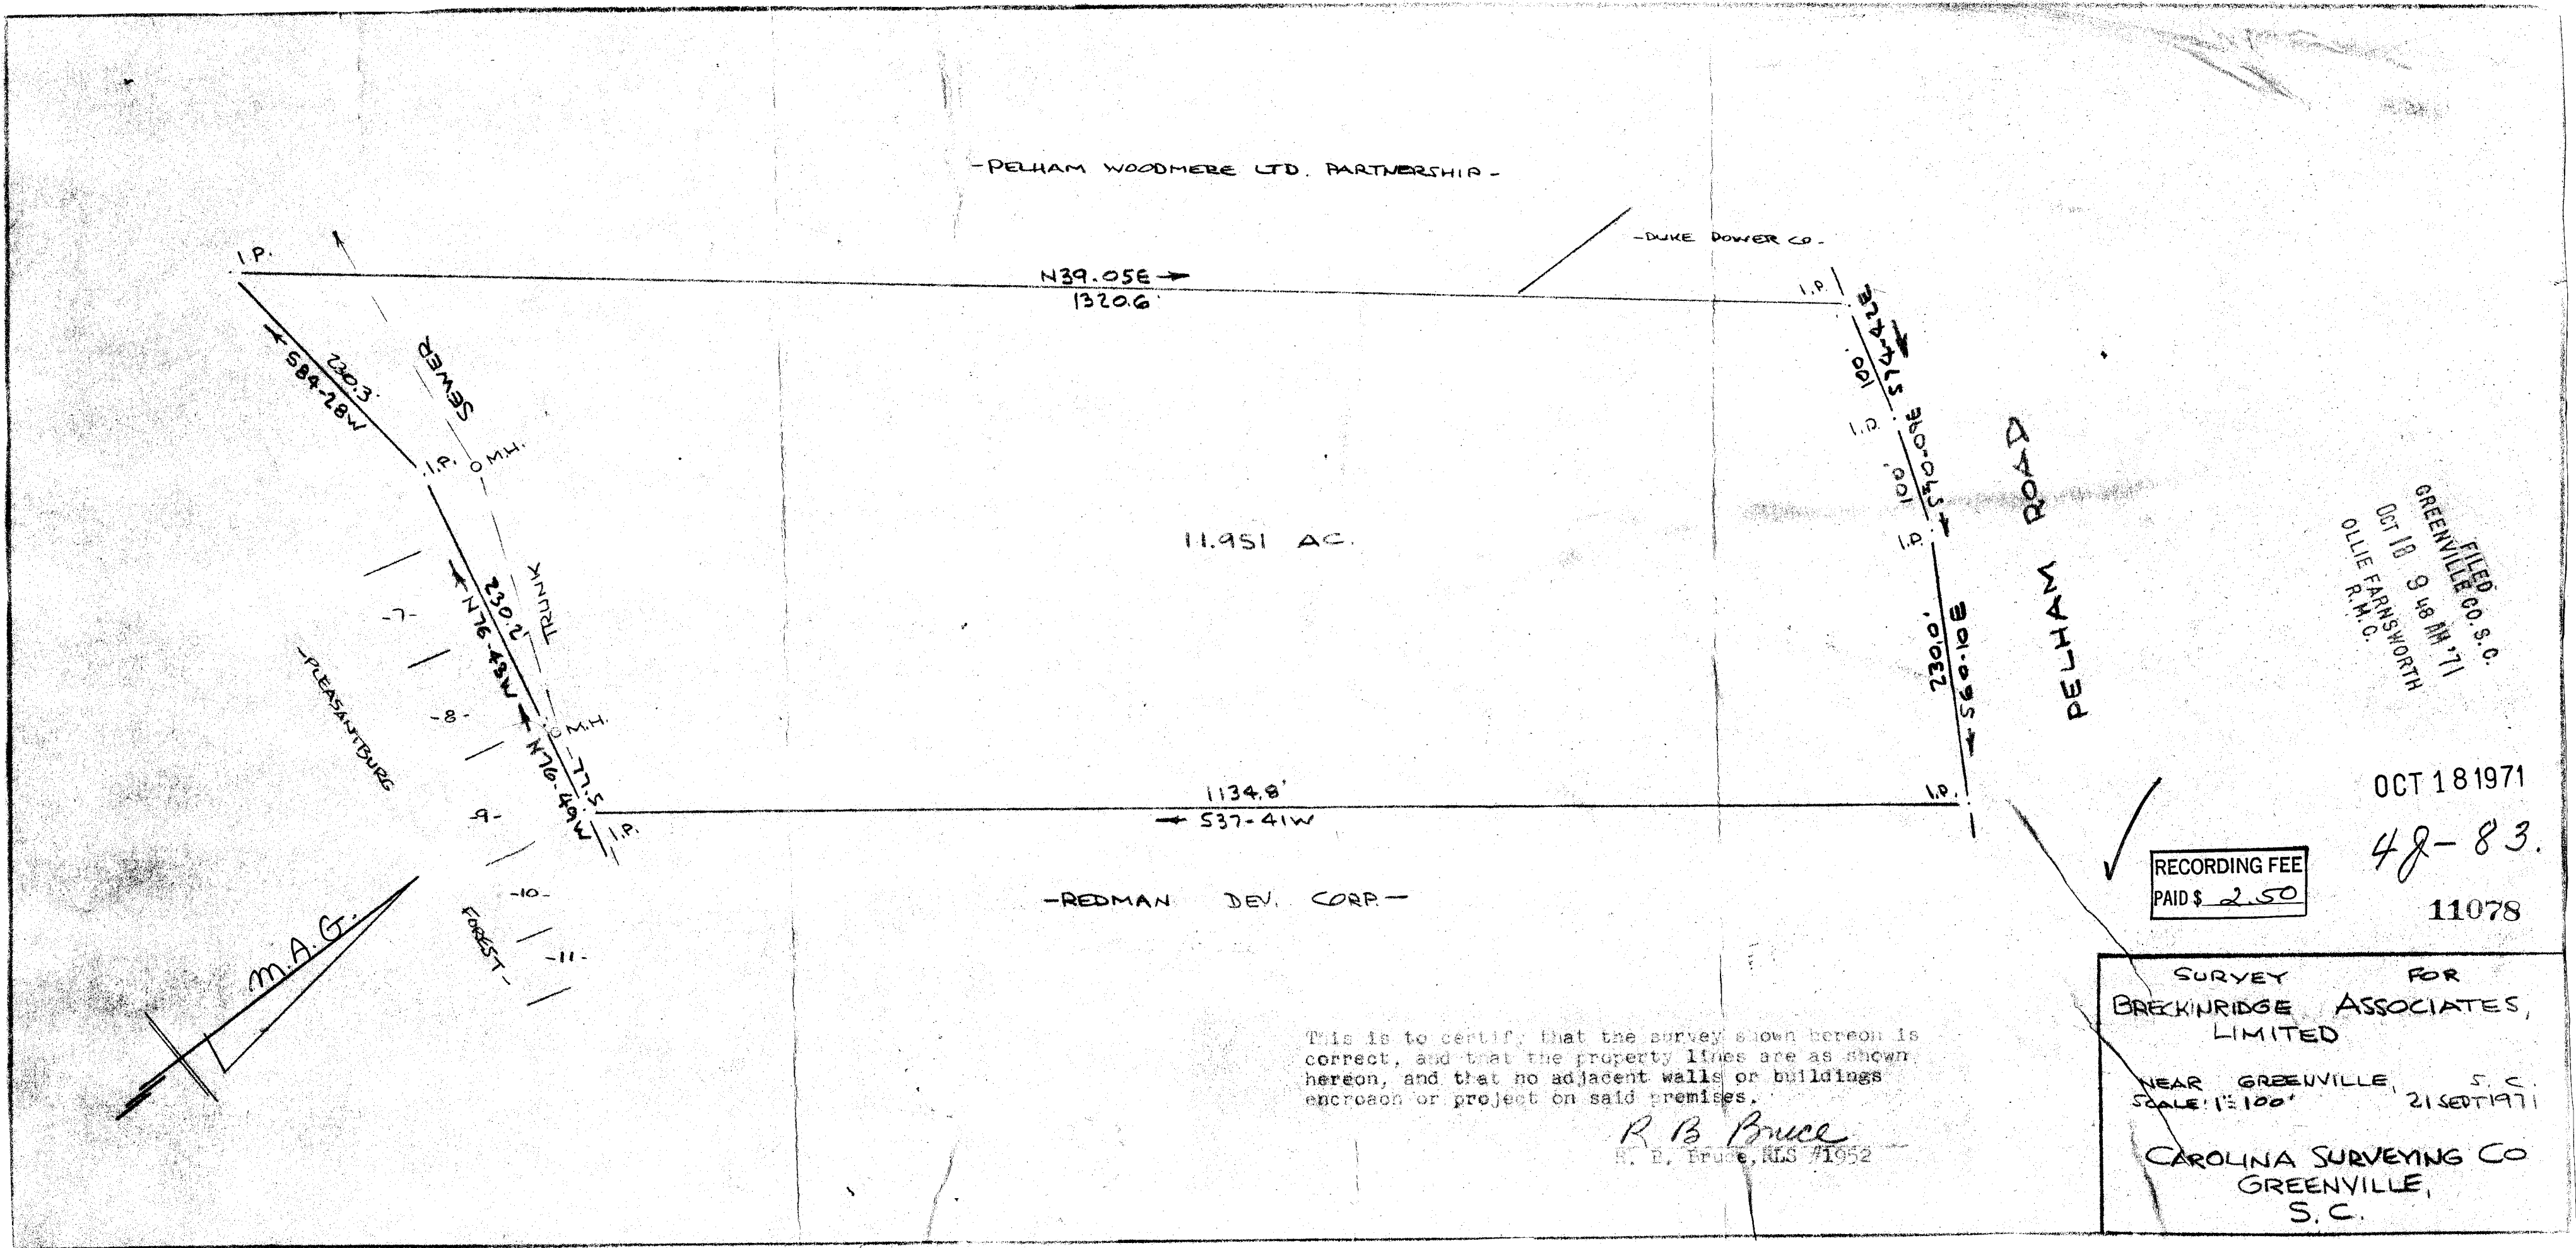 -PELHAM WOODMERE LTD. PARTNERSHIP-
-DUKE POWER CO-
I.P.
N39.05E
1320.6'
I.P.
S74-42E
100'
I.P.
100'
I.P.
PELHAM ROAD
230.0'
S60-10E
I.P.
SEWER
230.3'
S84-28W
I.P.
M.H.
TRUNK
11.951 AC.
230.2'
N76-49W
-7-
-8-
M.H.
77.5
N76-49W
-9-
I.P.
-10-
-11-
-PLEASANTBURG
FOREST-
1134.8'
S37-41W
-REDMAN DEV. CORP.-
M.A.G.
FILED
GREENVILLE CO. S. C.
OCT 18 9 48 AM '71
OLLIE FARNSWORTH
R.M.C.
OCT 18 1971
RECORDING FEE
PAID $ 2.50
11078
This is to certify that the survey shown hereon is
correct, and that the property lines are as shown
hereon, and that no adjacent walls or buildings
encroach or project on said premises.
R B Bruce
R. B. Bruce, RLS #1952
SURVEY FOR
BRECKINRIDGE ASSOCIATES,
LIMITED
NEAR GREENVILLE, S. C.
SCALE: 1"=100' 21 SEPT 1971
CAROLINA SURVEYING CO
GREENVILLE,
S. C.